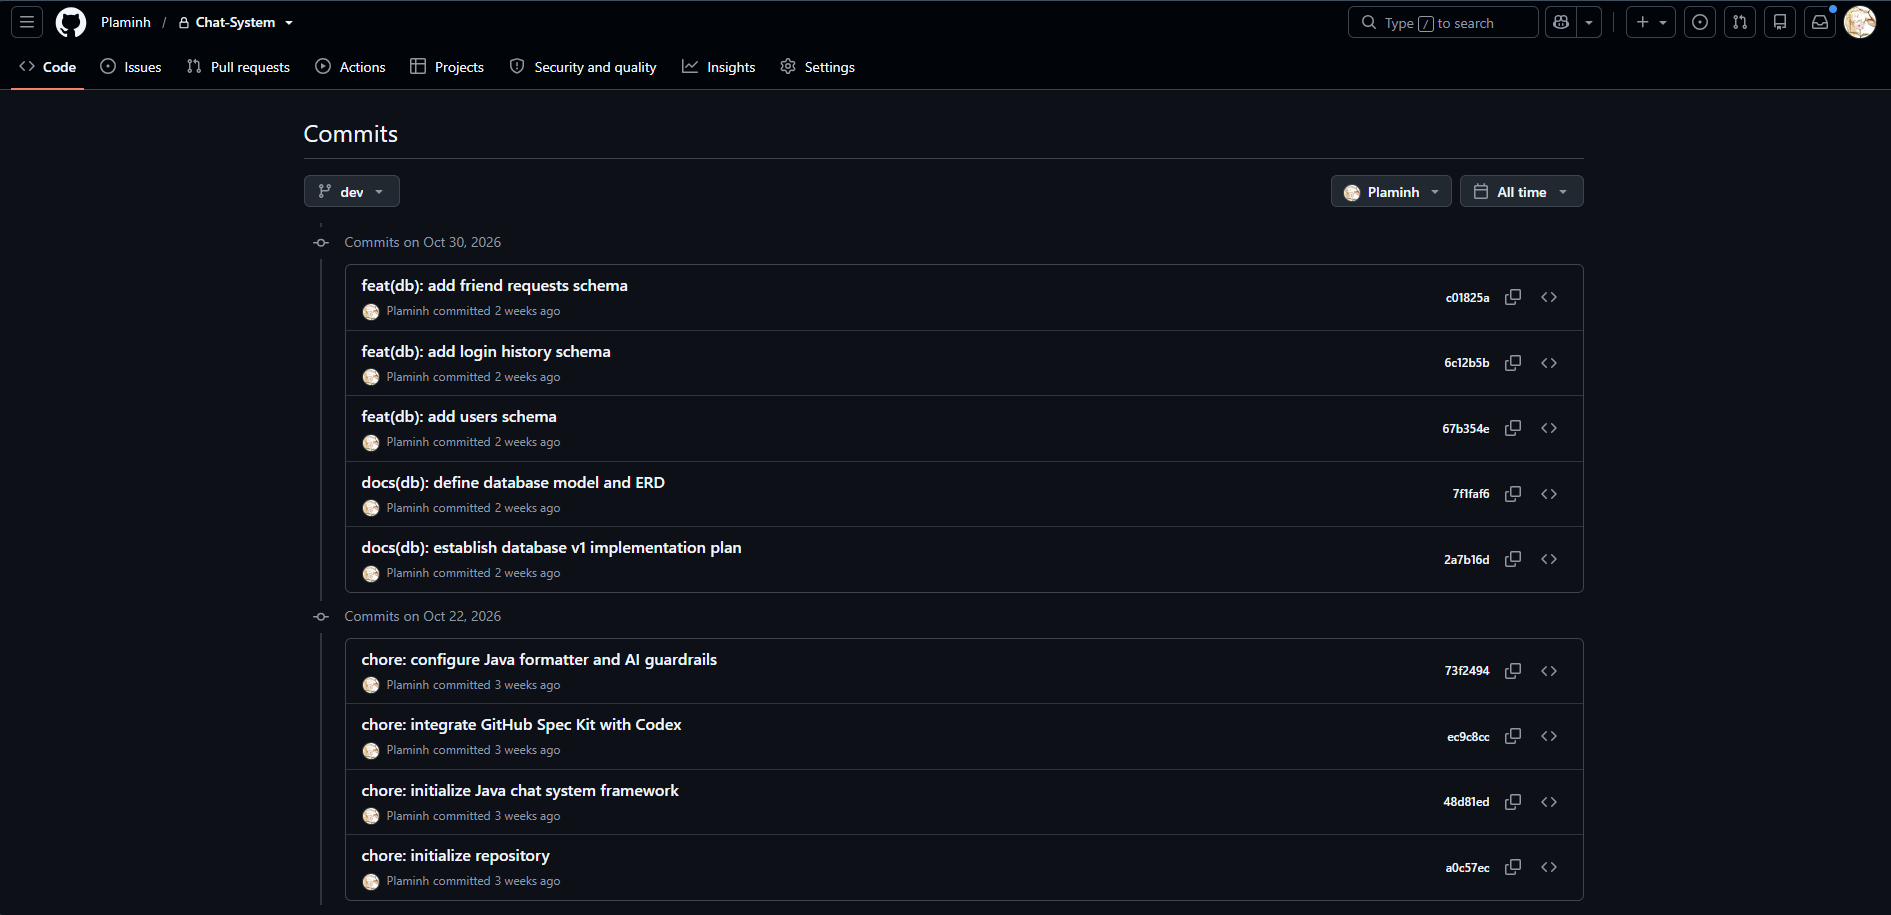 Plaminh / Chat-System
Type / to search
Code
Issues
Pull requests
Actions
Projects
Security and quality
Insights
Settings
Commits
dev
Plaminh
All time
Commits on Oct 30, 2026
feat(db): add friend requests schema
Plaminh committed 2 weeks ago
c01825a
feat(db): add login history schema
Plaminh committed 2 weeks ago
6c12b5b
feat(db): add users schema
Plaminh committed 2 weeks ago
67b354e
docs(db): define database model and ERD
Plaminh committed 2 weeks ago
7f1faf6
docs(db): establish database v1 implementation plan
Plaminh committed 2 weeks ago
2a7b16d
Commits on Oct 22, 2026
chore: configure Java formatter and AI guardrails
Plaminh committed 3 weeks ago
73f2494
chore: integrate GitHub Spec Kit with Codex
Plaminh committed 3 weeks ago
ec9c8cc
chore: initialize Java chat system framework
Plaminh committed 3 weeks ago
48d81ed
chore: initialize repository
Plaminh committed 3 weeks ago
a0c57ec